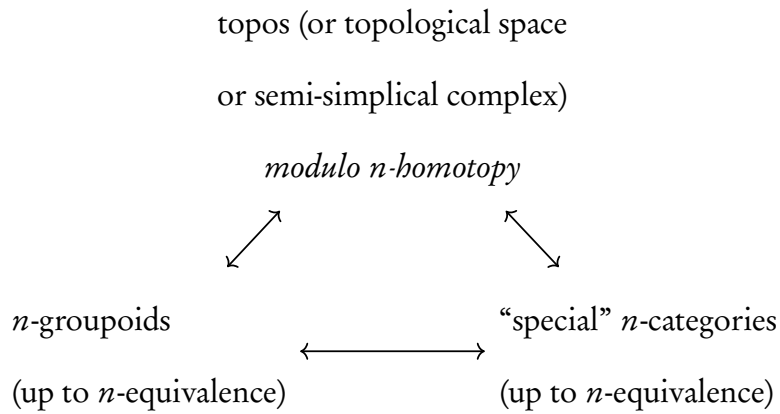 topos (or topological space
or semi-simplical complex)
modulo n-homotopy
n-groupoids
(up to n-equivalence)
“special” n-categories
(up to n-equivalence)